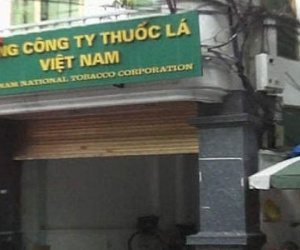 NG CÔNG TY THUỐC LÁ
VIỆT NAM
NAM NATIONAL TOBACCO CORPORATION